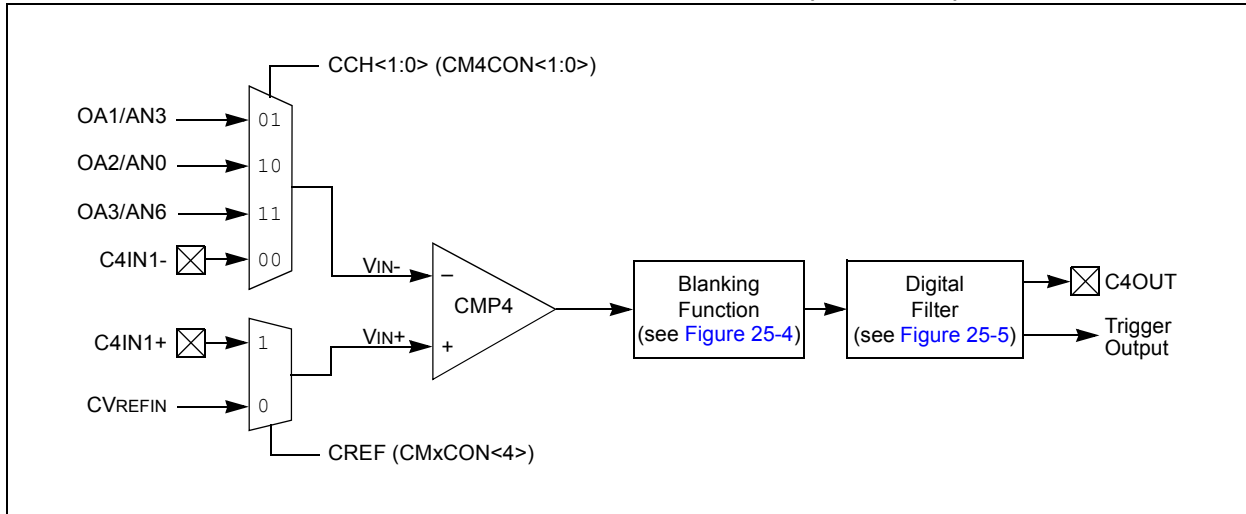 CCH<1:0> (CM4CON<1:0>)
OA1/AN3
01
OA2/AN0
10
OA3/AN6
11
C4IN1-
00
VIN-
–
CMP4
Blanking
Function
(see Figure 25-4)
Digital
Filter
(see Figure 25-5)
C4OUT
Trigger
Output
C4IN1+
1
VIN+
+
CVREFIN
0
CREF (CMxCON<4>)